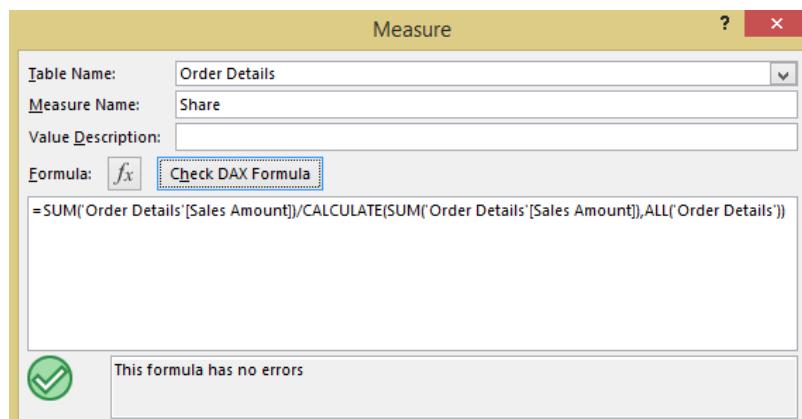 Measure
? ×
Table Name: Order Details
Measure Name: Share
Value Description:
Formula: fx Check DAX Formula
=SUM('Order Details'[Sales Amount])/CALCULATE(SUM('Order Details'[Sales Amount]),ALL('Order Details'))
This formula has no errors